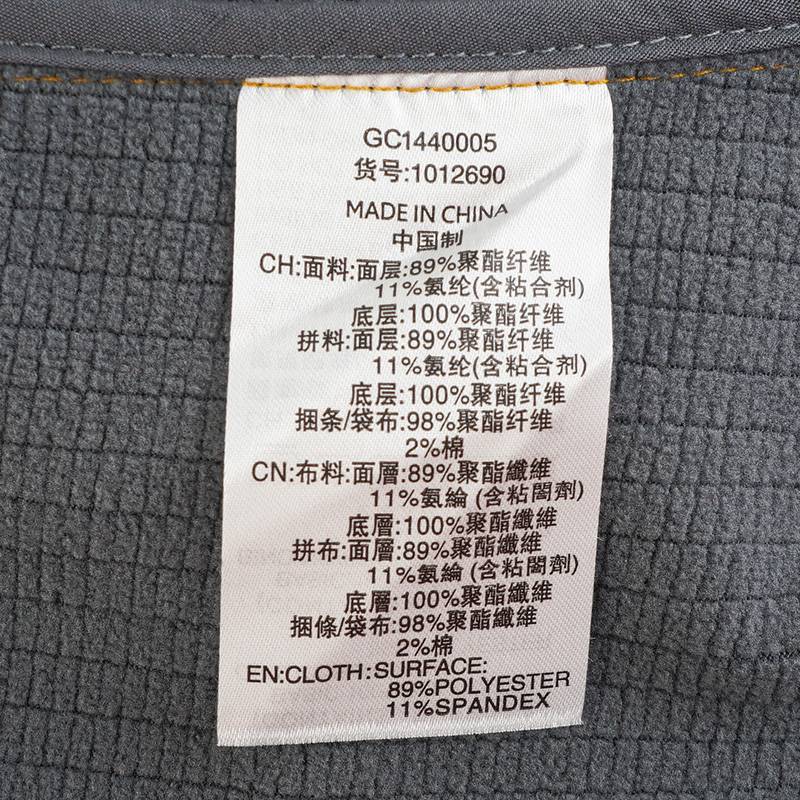 GC1440005
货号:1012690
MADE IN CHINA
中国制
CH:面料:面层:89%聚酯纤维
11%氨纶(含粘合剂)
底层:100%聚酯纤维
拼料:面层:89%聚酯纤维
11%氨纶(含粘合剂)
底层:100%聚酯纤维
捆条/袋布:98%聚酯纤维
2%棉
CN:布料:面層:89%聚酯纖維
11%氨綸 (含粘閤劑)
底層:100%聚酯纖維
拼布:面層:89%聚酯纖維
11%氨綸 (含粘閤劑)
底層:100%聚酯纖維
捆條/袋布:98%聚酯纖維
2%棉
EN:CLOTH:SURFACE:
89%POLYESTER
11%SPANDEX